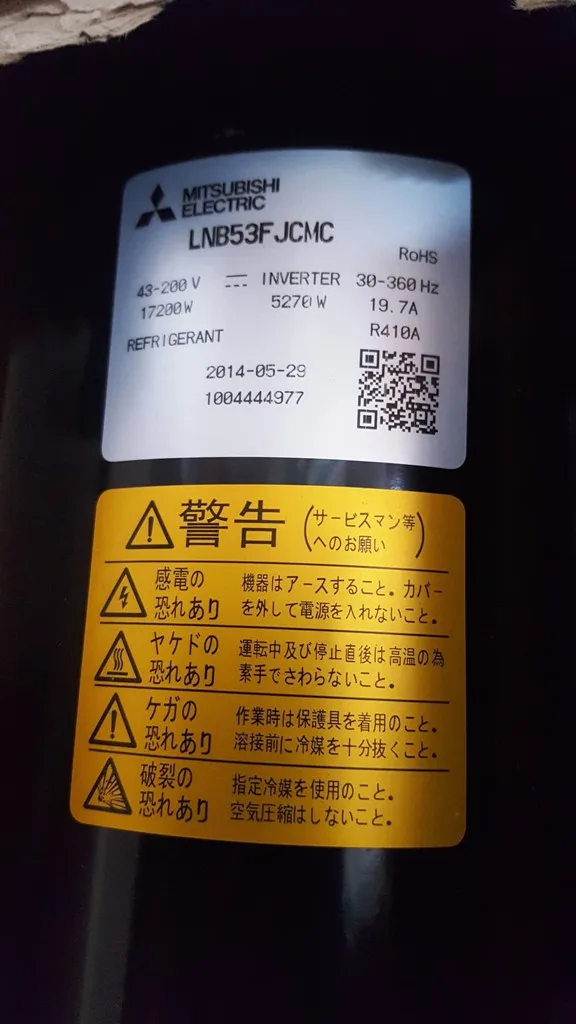 MITSUBISHI
ELECTRIC
LNB53FJCMC
RoHS
43-200 V ⎓ INVERTER 30-360 Hz
17200 W 5270 W 19.7A
REFRIGERANT R410A
2014-05-29
1004444977
警告 (サービスマン等へのお願い)
感電の
恐れあり
機器はアースすること。カバー
を外して電源を入れないこと。
ヤケドの
恐れあり
運転中及び停止直後は高温の為
素手でさわらないこと。
ケガの
恐れあり
作業時は保護具を着用のこと。
溶接前に冷媒を十分抜くこと。
破裂の
恐れあり
指定冷媒を使用のこと。
空気圧縮はしないこと。